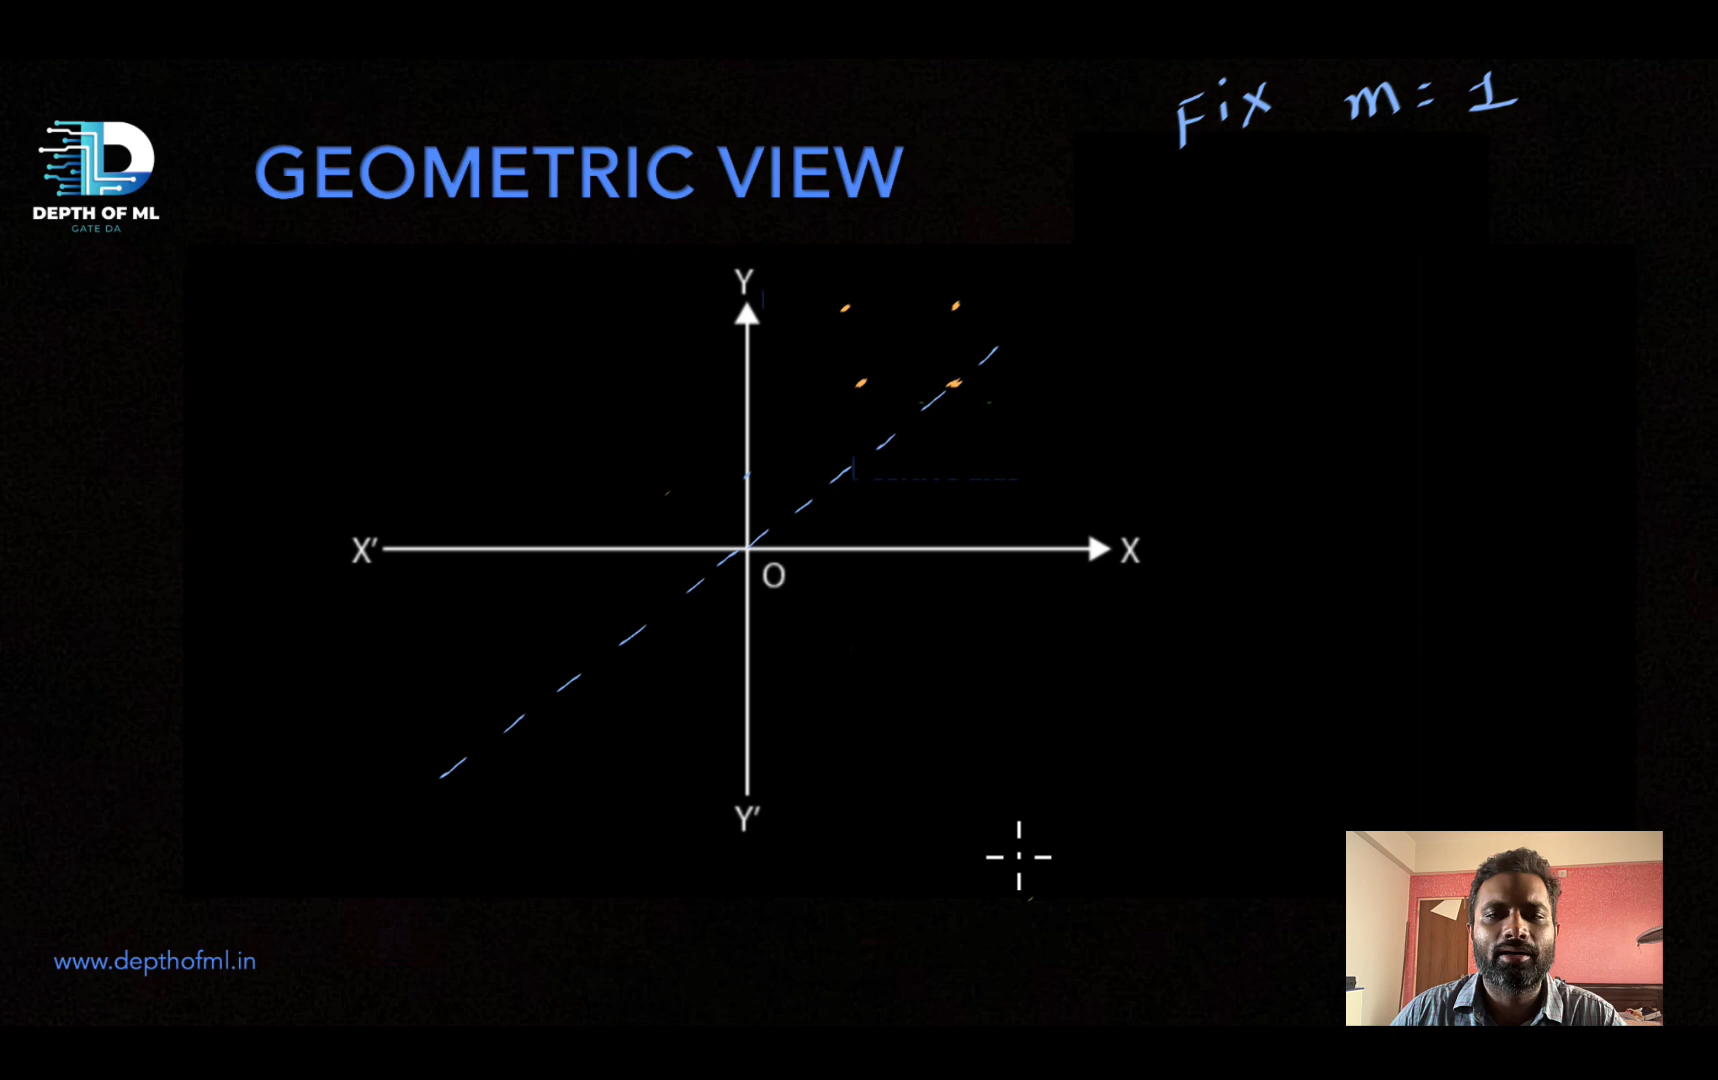 Fix m = 1
GEOMETRIC VIEW
DEPTH OF ML
GATE DA
Y
X'
X
O
Y'
www.depthofml.in